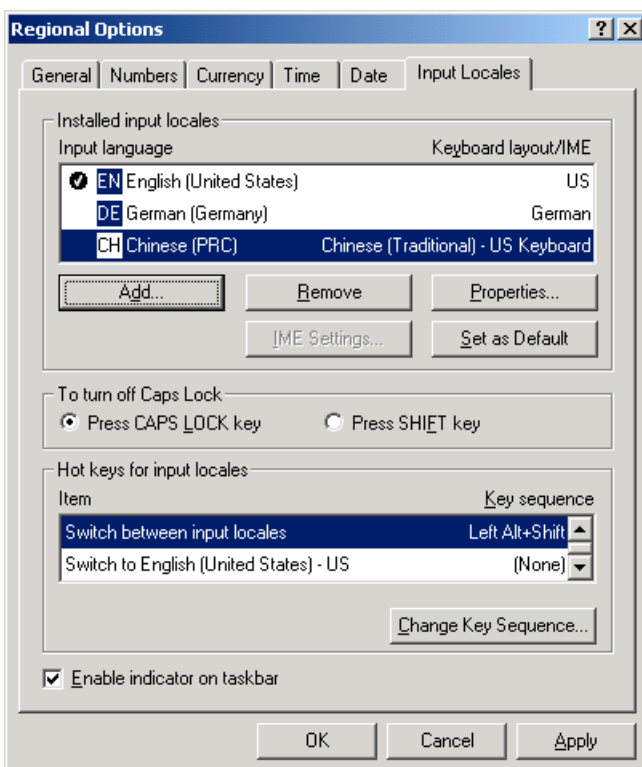 Regional Options
General Numbers Currency Time Date Input Locales
Installed input locales
Input language Keyboard layout/IME
EN English (United States) US
DE German (Germany) German
CH Chinese (PRC) Chinese (Traditional) - US Keyboard
Add... Remove Properties...
IME Settings... Set as Default
To turn off Caps Lock
Press CAPS LOCK key Press SHIFT key
Hot keys for input locales
Item Key sequence
Switch between input locales Left Alt+Shift
Switch to English (United States) - US (None)
Change Key Sequence...
Enable indicator on taskbar
OK Cancel Apply